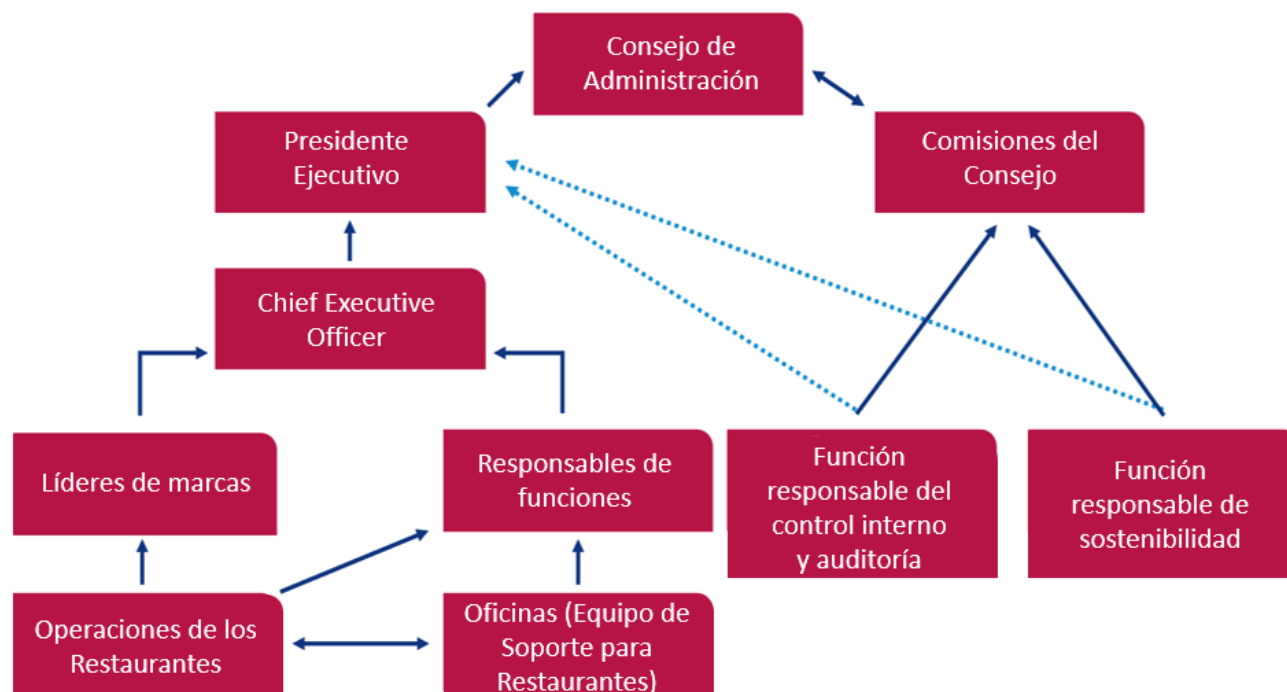 Consejo de
Administración
Presidente
Ejecutivo
Comisiones del
Consejo
Chief Executive
Officer
Líderes de marcas
Responsables de
funciones
Función
responsable del
control interno
y auditoría
Función
responsable de
sostenibilidad
Operaciones de los
Restaurantes
Oficinas (Equipo de
Soporte para
Restaurantes)